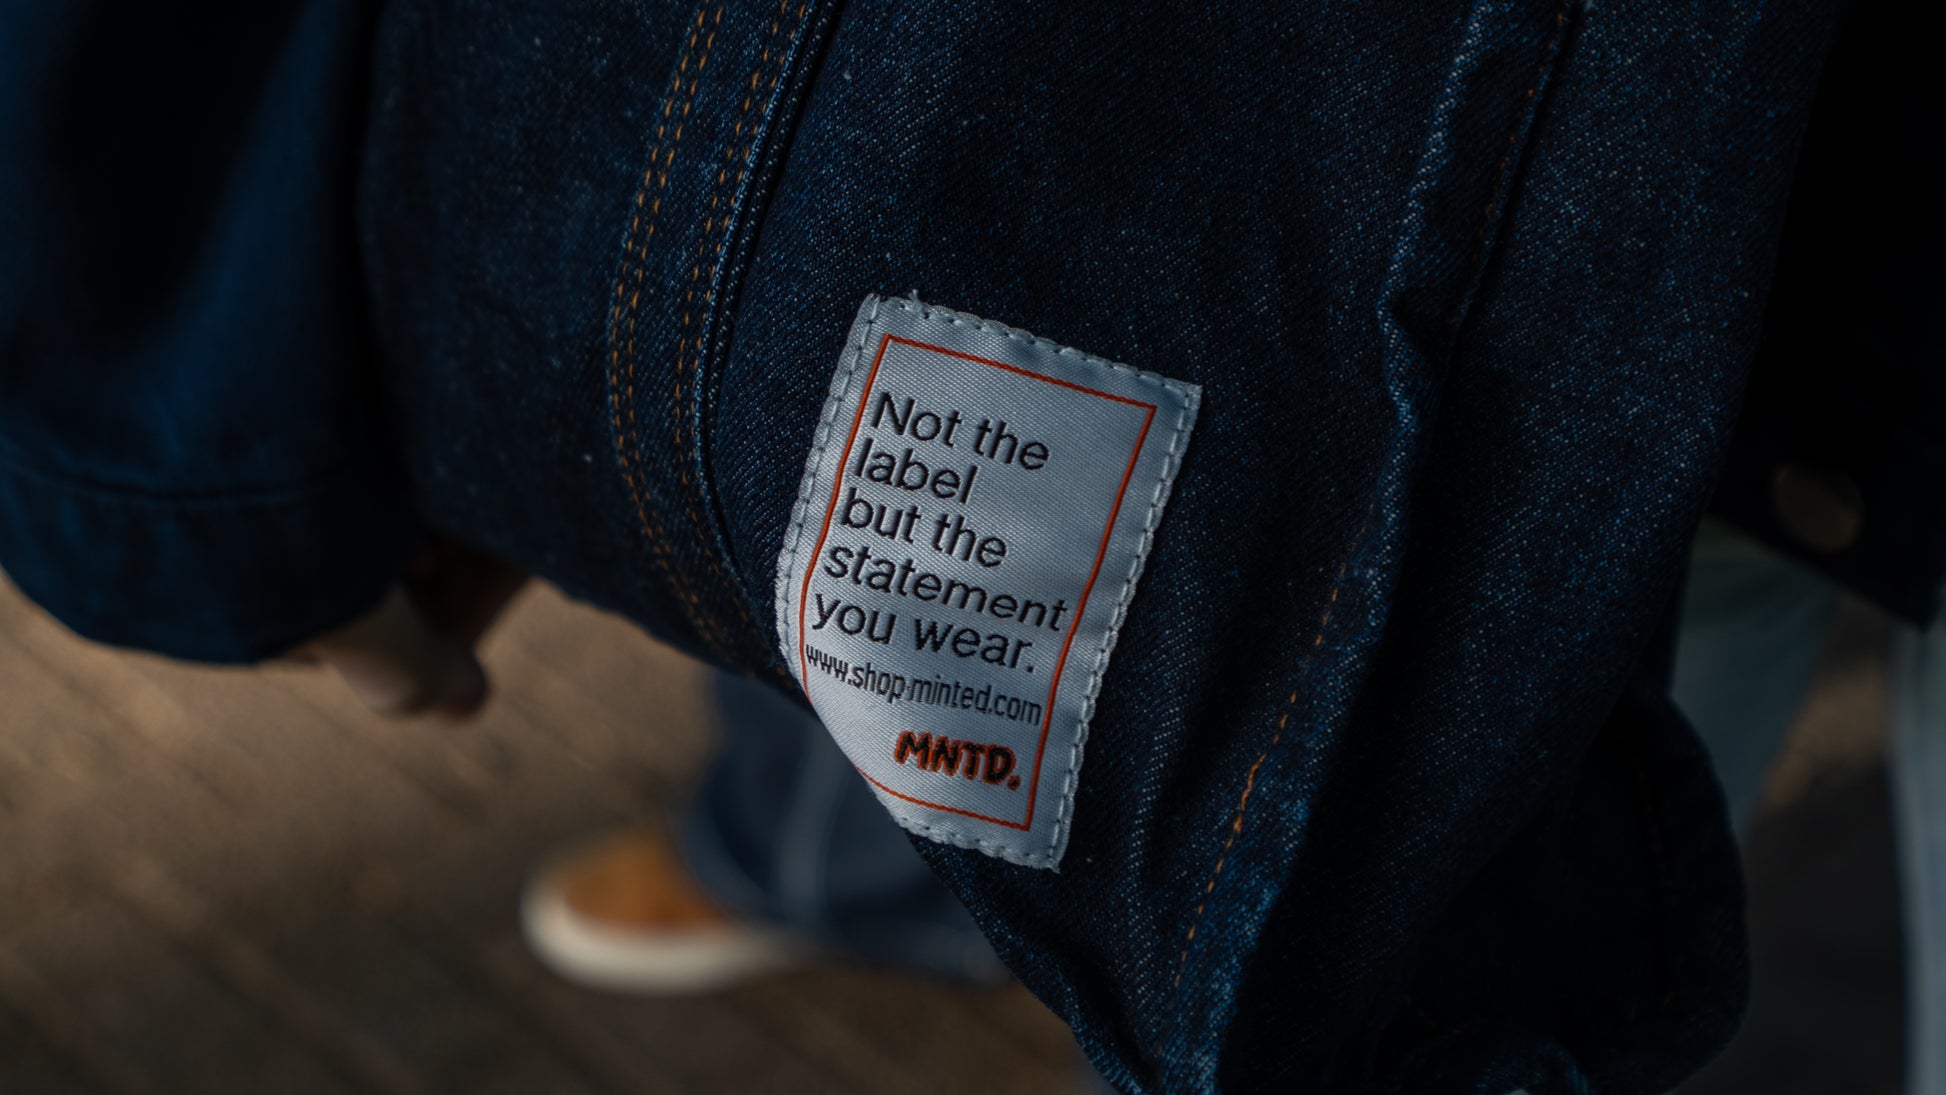 Not the
label
but the
statement
you wear.
www.shop-minted.com
MNTD.